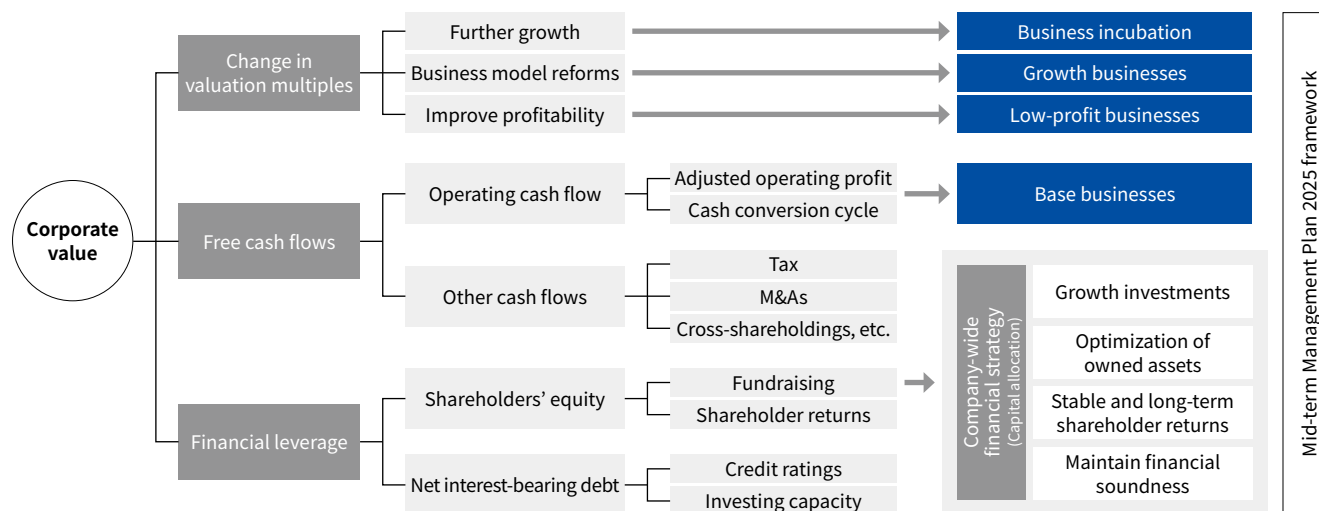 Corporate
value
Change in
valuation multiples
Further growth
Business model reforms
Improve profitability
Business incubation
Growth businesses
Low-profit businesses
Free cash flows
Operating cash flow
Adjusted operating profit
Cash conversion cycle
Base businesses
Other cash flows
Tax
M&As
Cross-shareholdings, etc.
Financial leverage
Shareholders’ equity
Fundraising
Shareholder returns
Net interest-bearing debt
Credit ratings
Investing capacity
Company-wide
financial strategy
(Capital allocation)
Growth investments
Optimization of
owned assets
Stable and long-term
shareholder returns
Maintain financial
soundness
Mid-term Management Plan 2025 framework